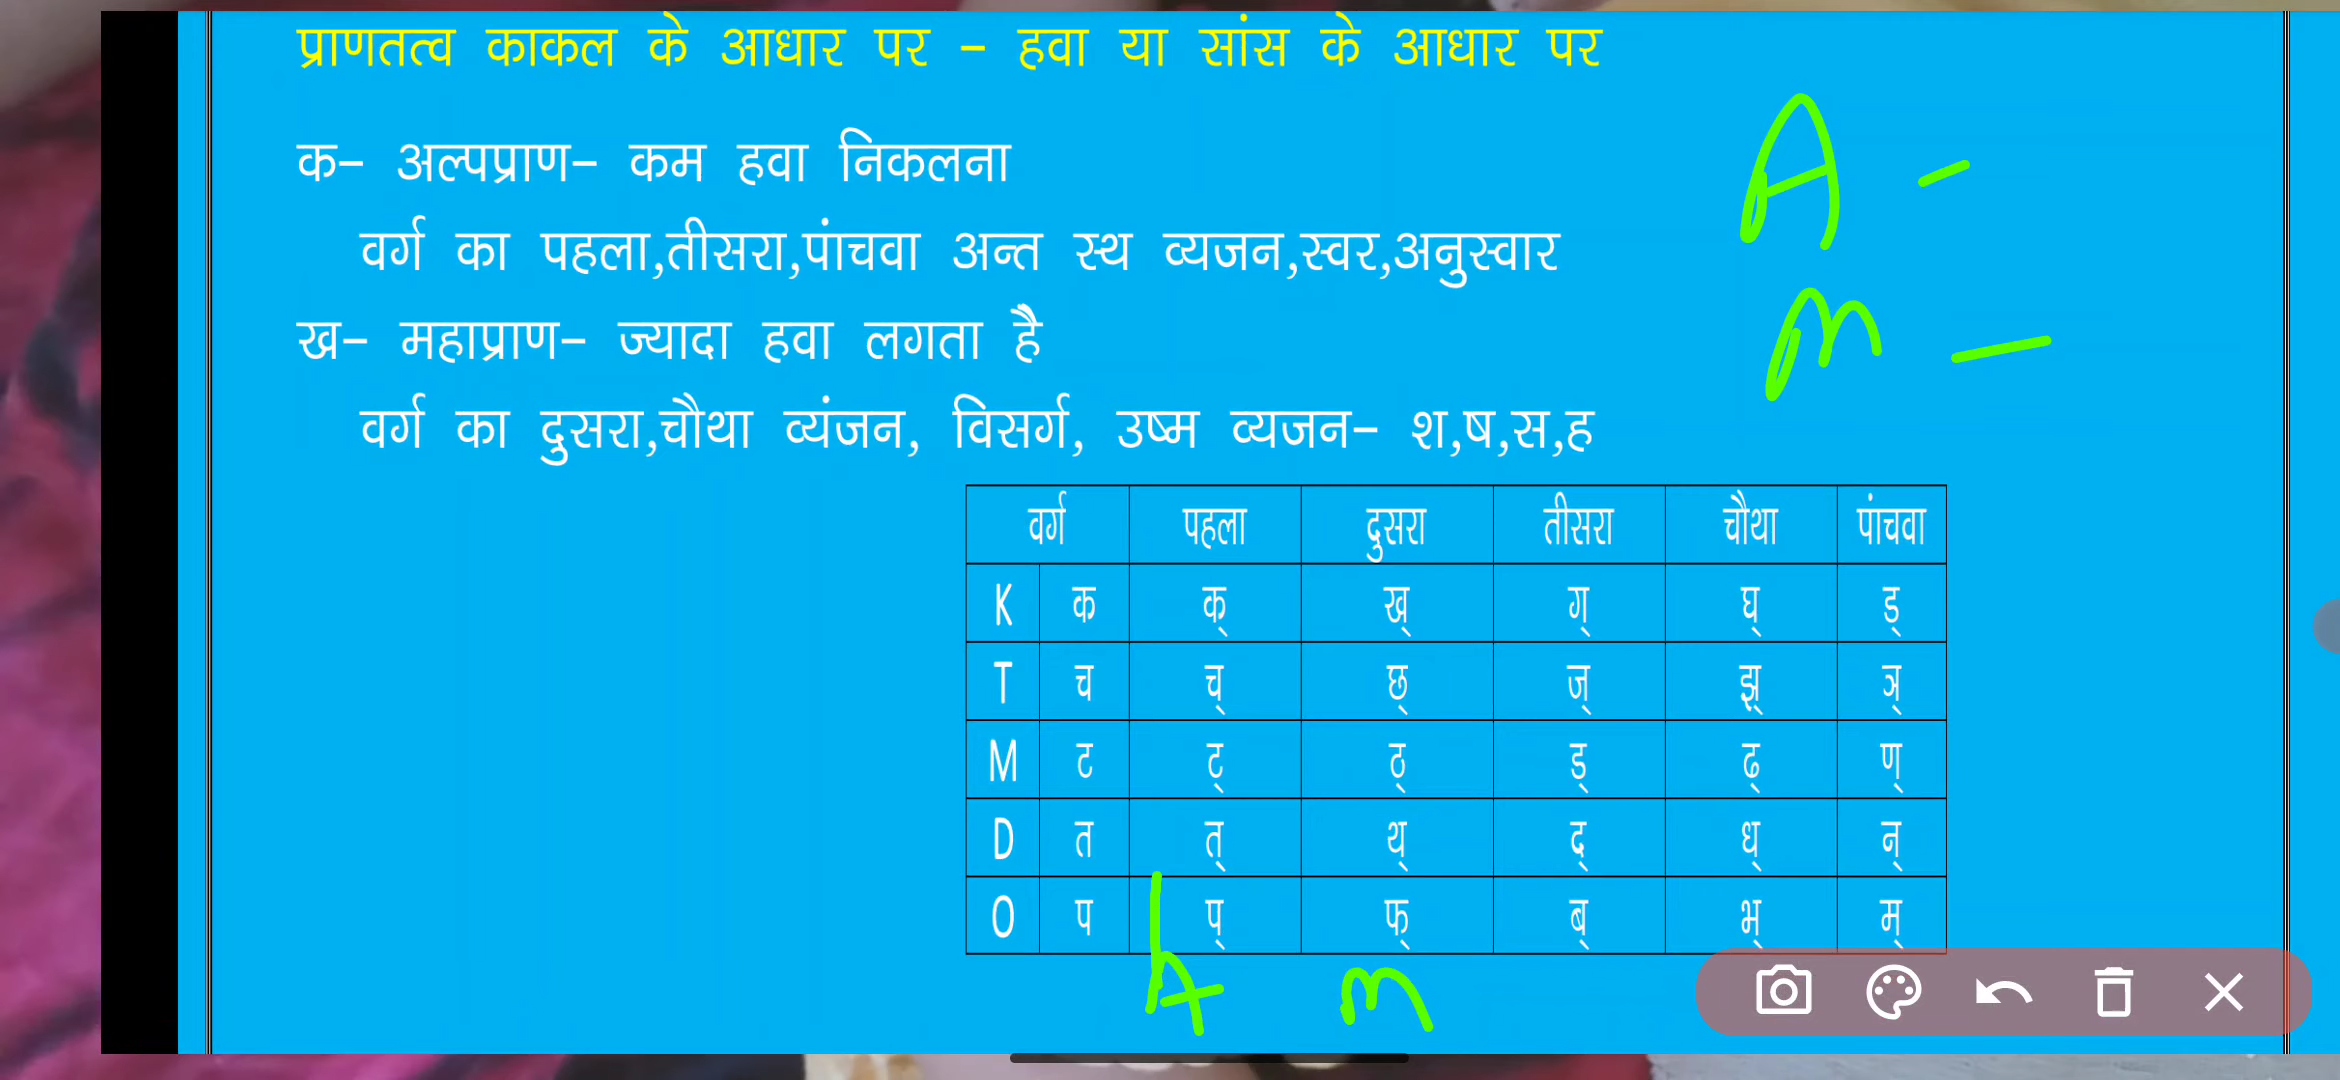 प्राणतत्व काकल के आधार पर – हवा या सांस के आधार पर
क– अल्पप्राण– कम हवा निकलना
वर्ग का पहला,तीसरा,पांचवा अन्त स्थ व्यजन,स्वर,अनुस्वार
ख– महाप्राण– ज्यादा हवा लगता है
वर्ग का दुसरा,चौथा व्यंजन, विसर्ग, उष्म व्यजन– श,ष,स,ह
A –
m –
वर्ग पहला दुसरा तीसरा चौथा पांचवा
K क क् ख् ग् घ् ड्
T च च् छ् ज् झ् ञ्
M ट ट् ठ् ड् ढ् ण्
D त त् थ् द् ध् न्
O प प् फ् ब् भ् म्
A m